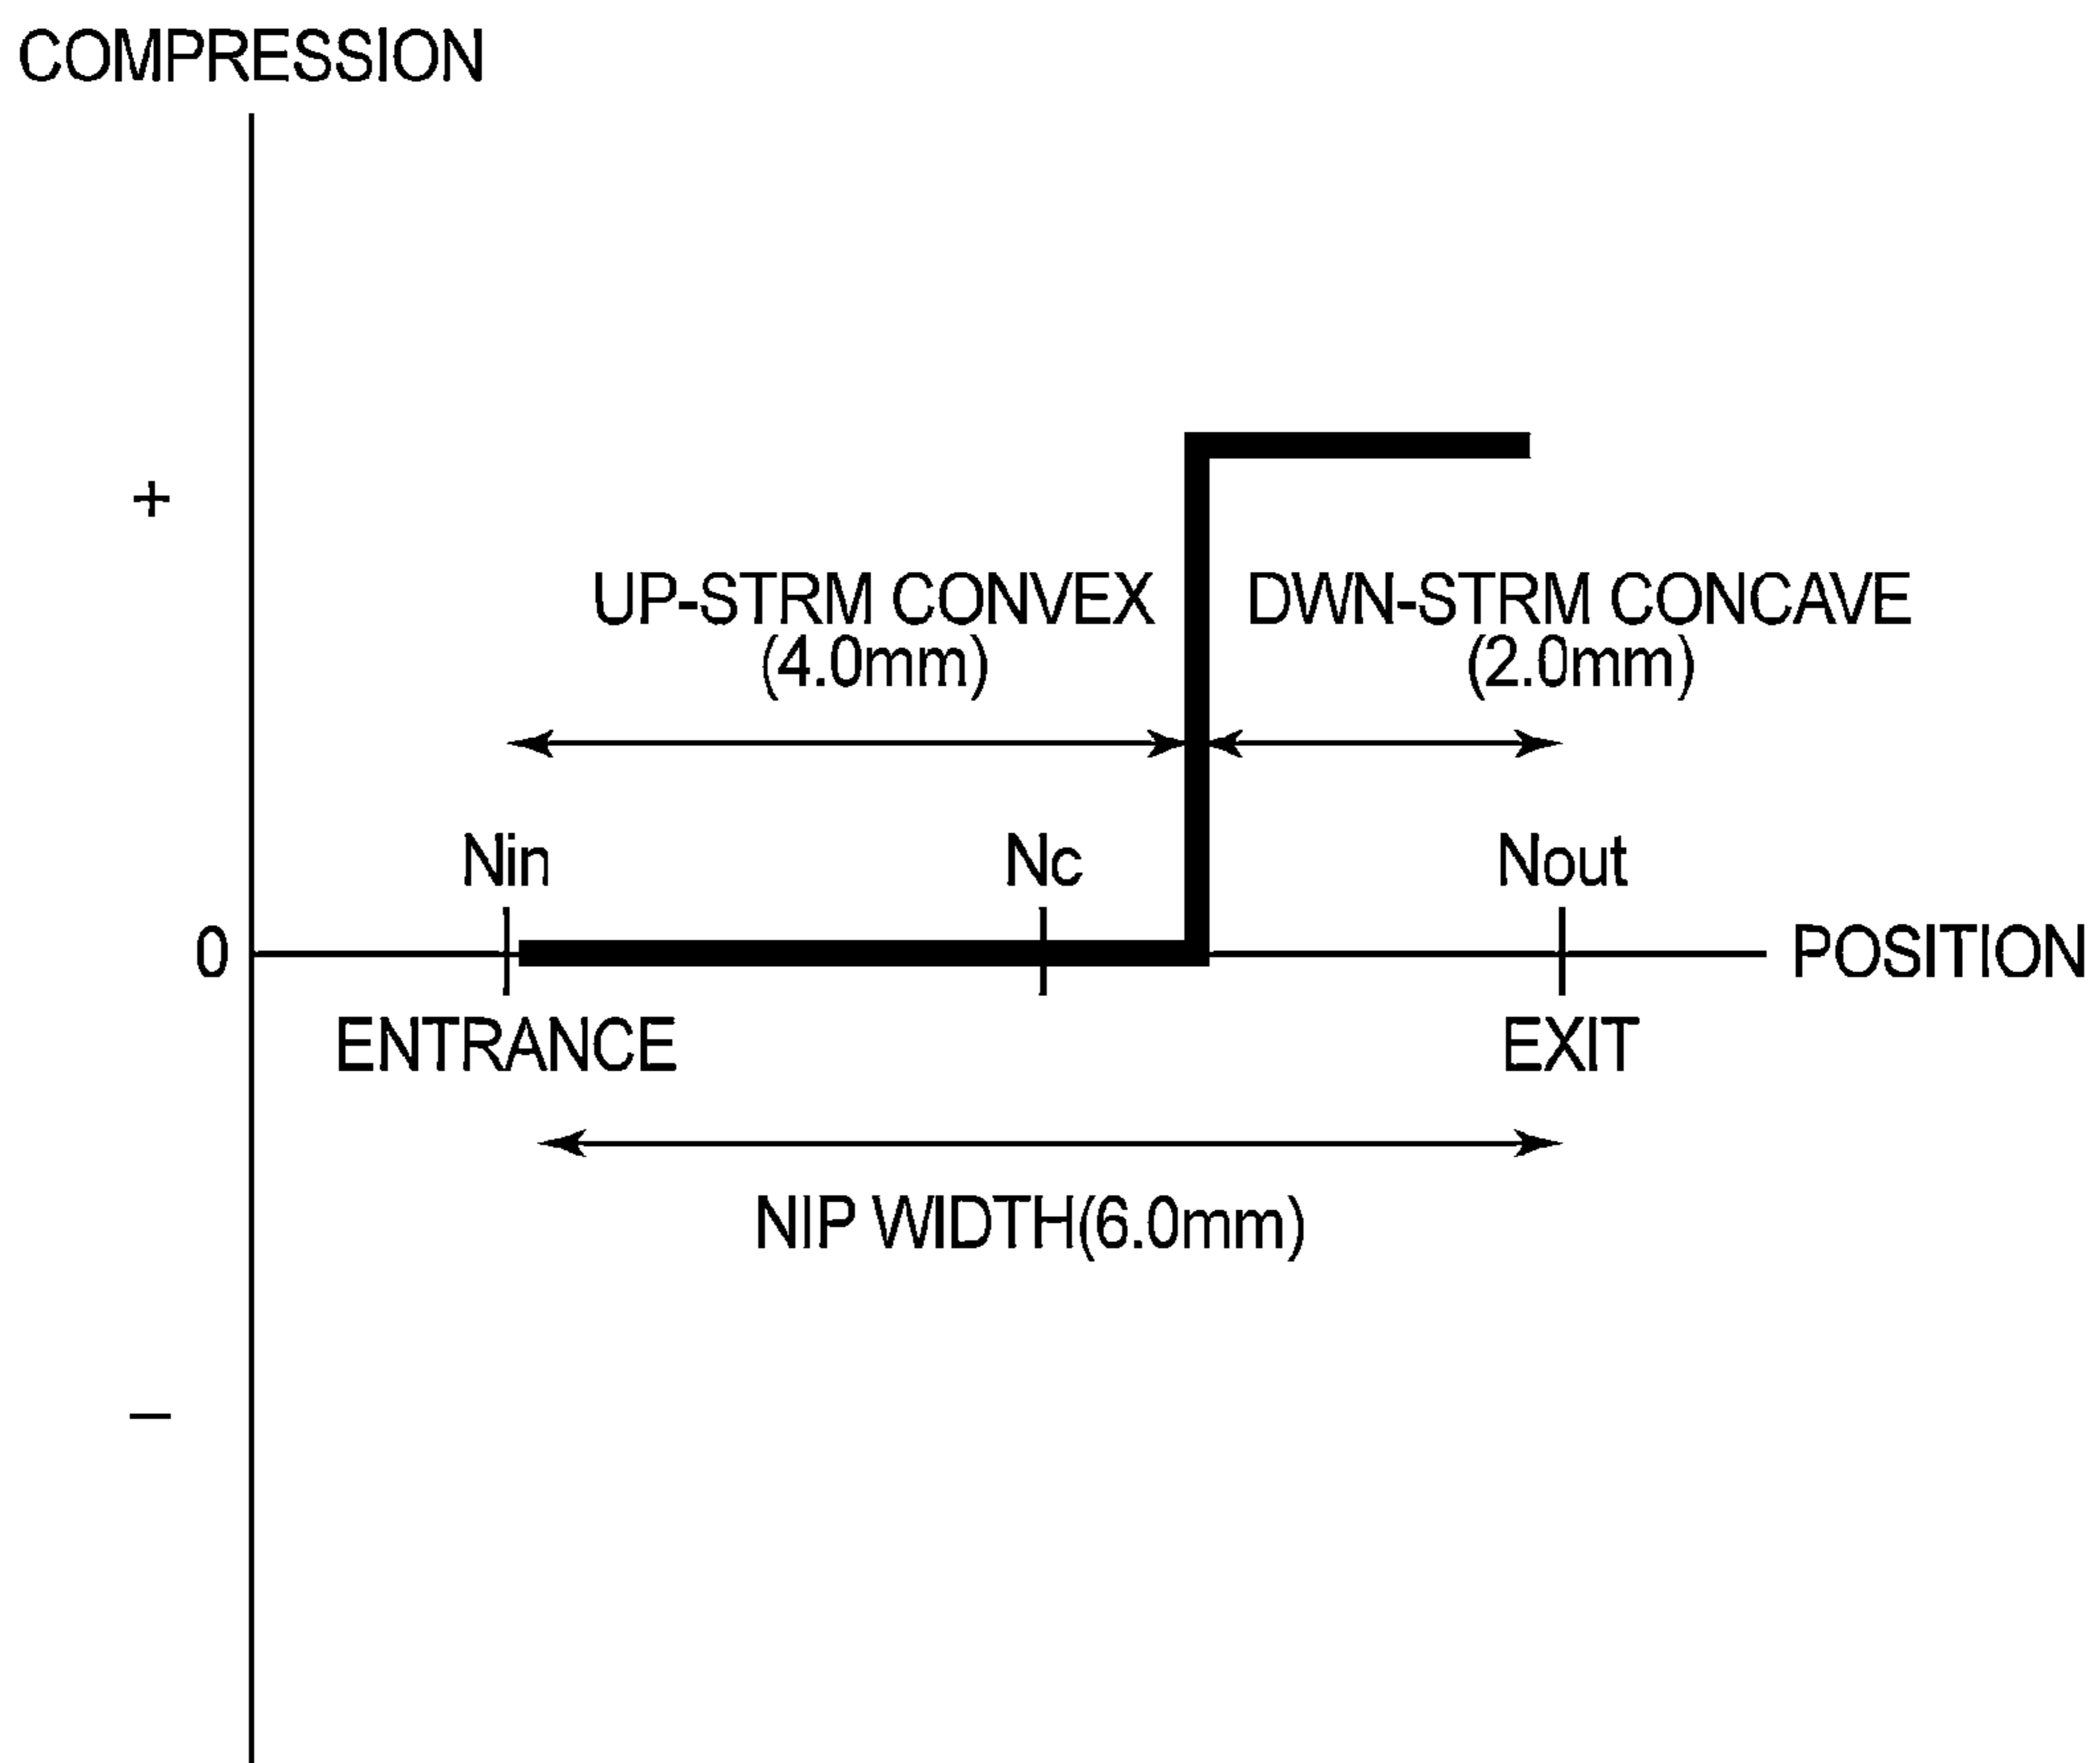 COMPRESSION
+
UP-STRM CONVEX
(4.0mm)
DWN-STRM CONCAVE
(2.0mm)
Nin
Nc
Nout
0
POSITION
ENTRANCE
EXIT
NIP WIDTH(6.0mm)
−